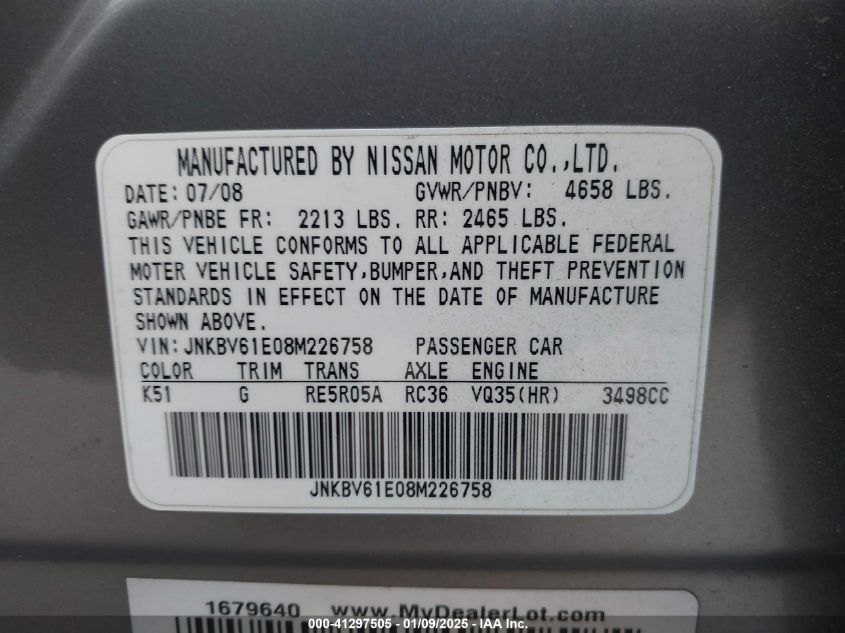 MANUFACTURED BY NISSAN MOTOR CO.,LTD.
DATE: 07/08 GVWR/PNBV: 4658 LBS.
GAWR/PNBE FR: 2213 LBS. RR: 2465 LBS.
THIS VEHICLE CONFORMS TO ALL APPLICABLE FEDERAL
MOTER VEHICLE SAFETY,BUMPER,AND THEFT PREVENTION
STANDARDS IN EFFECT ON THE DATE OF MANUFACTURE
SHOWN ABOVE.
VIN:JNKBV61E08M226758 PASSENGER CAR
COLOR TRIM TRANS AXLE ENGINE
K51 G RE5R05A RC36 VQ35(HR) 3498CC
JNKBV61E08M226758
1679640 www.MyDealerLot.com
000-41297505 - 01/09/2025 - IAA, Inc.